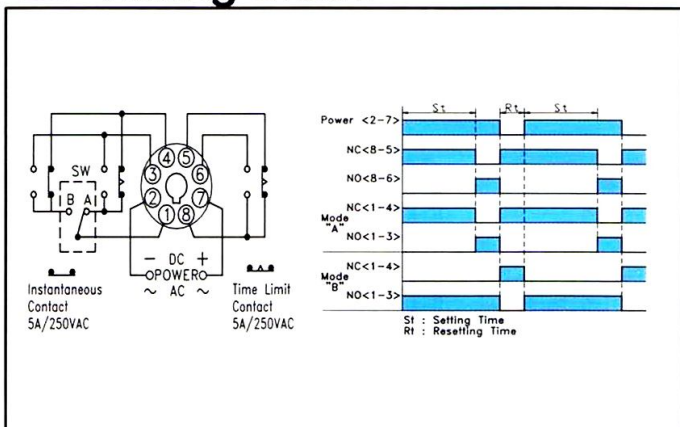 g
SW
B A
4 5
3 6
2 7
1 8
− DC +
POWER
~ AC ~
Instantaneous
Contact
5A/250VAC
Time Limit
Contact
5A/250VAC
St Rt St
Power <2-7>
NC<8-5>
NO<8-6>
NC<1-4>
Mode
"A"
NO<1-3>
NC<1-4>
Mode
"B"
NO<1-3>
St : Setting Time
Rt : Resetting Time